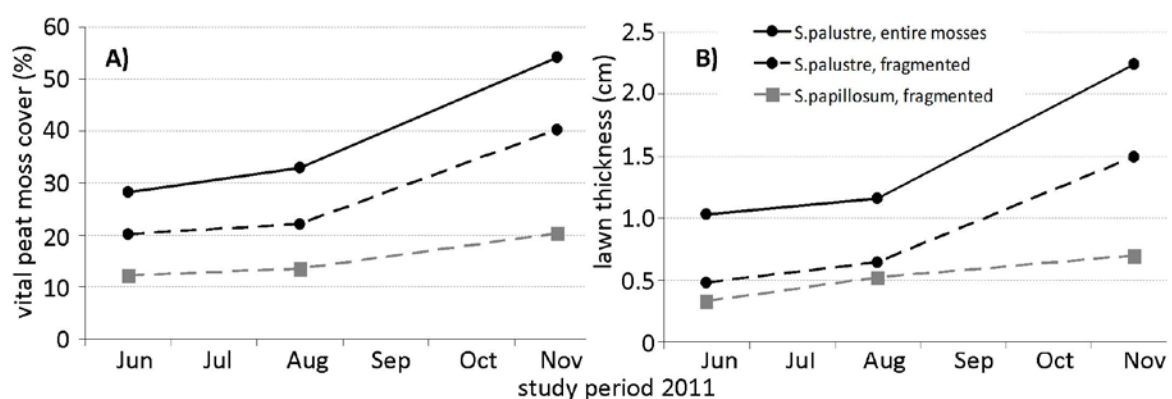 A)
vital peat moss cover (%)
60
50
40
30
20
10
0
Jun Jul Aug Sep Oct Nov
B)
S.palustre, entire mosses
S.palustre, fragmented
S.papillosum, fragmented
lawn thickness (cm)
2.5
2.0
1.5
1.0
0.5
0
Jun Jul Aug Sep Oct Nov
study period 2011